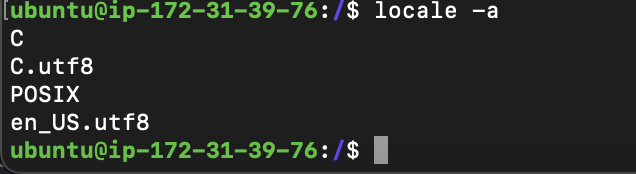 ubuntu@ip-172-31-39-76:/$ locale -a
C
C.utf8
POSIX
en_US.utf8
ubuntu@ip-172-31-39-76:/$